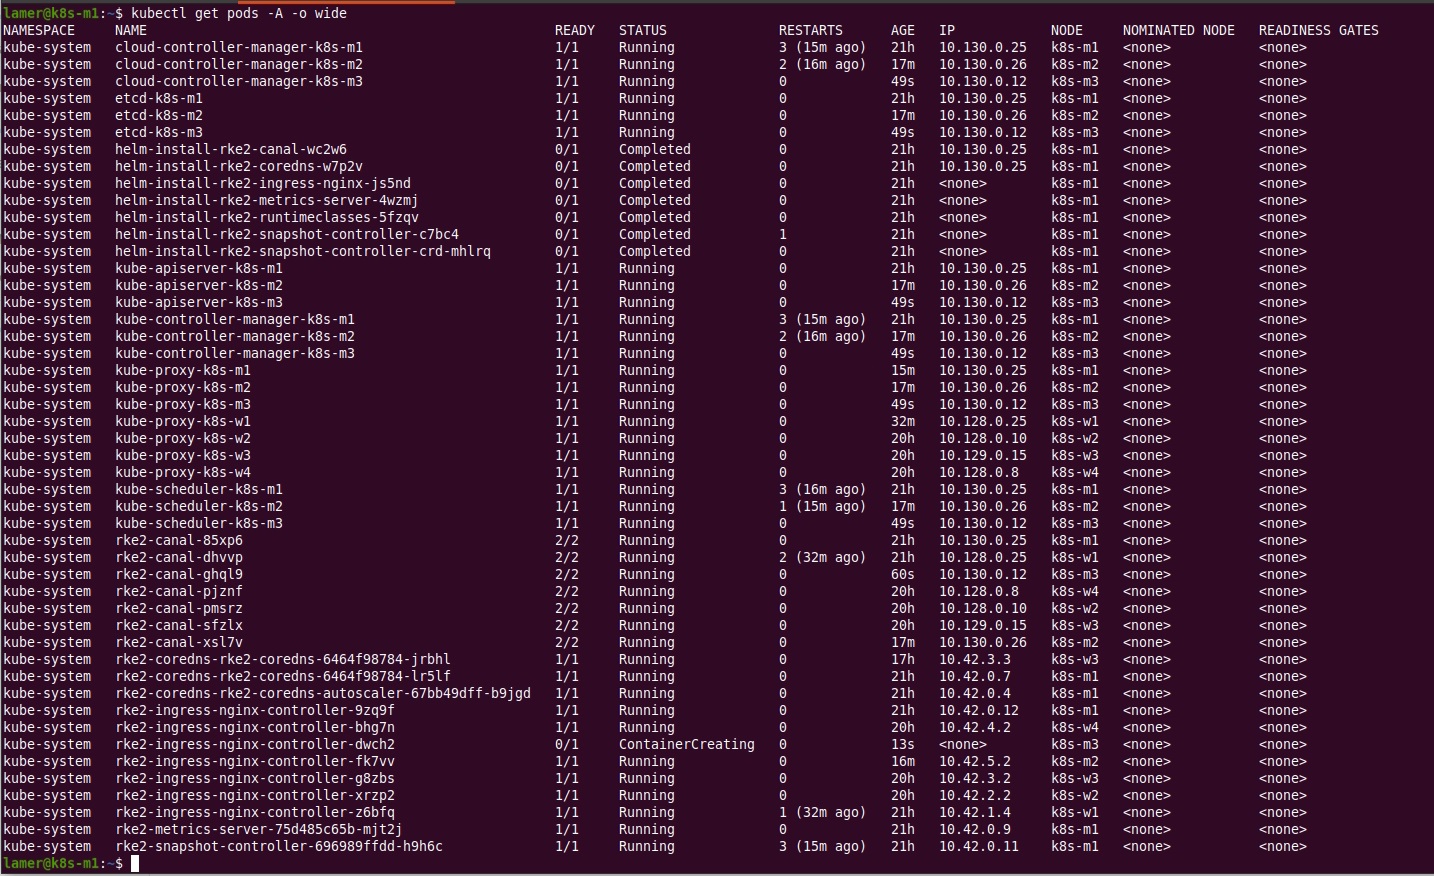 lamer@k8s-m1:~$ kubectl get pods -A -o wide
NAMESPACE     NAME                                                READY   STATUS              RESTARTS      AGE   IP            NODE     NOMINATED NODE   READINESS GATES
kube-system   cloud-controller-manager-k8s-m1                     1/1     Running             3 (15m ago)   21h   10.130.0.25   k8s-m1   <none>           <none>
kube-system   cloud-controller-manager-k8s-m2                     1/1     Running             2 (16m ago)   17m   10.130.0.26   k8s-m2   <none>           <none>
kube-system   cloud-controller-manager-k8s-m3                     1/1     Running             0             49s   10.130.0.12   k8s-m3   <none>           <none>
kube-system   etcd-k8s-m1                                         1/1     Running             0             21h   10.130.0.25   k8s-m1   <none>           <none>
kube-system   etcd-k8s-m2                                         1/1     Running             0             17m   10.130.0.26   k8s-m2   <none>           <none>
kube-system   etcd-k8s-m3                                         1/1     Running             0             49s   10.130.0.12   k8s-m3   <none>           <none>
kube-system   helm-install-rke2-canal-wc2w6                       0/1     Completed           0             21h   10.130.0.25   k8s-m1   <none>           <none>
kube-system   helm-install-rke2-coredns-w7p2v                     0/1     Completed           0             21h   10.130.0.25   k8s-m1   <none>           <none>
kube-system   helm-install-rke2-ingress-nginx-js5nd               0/1     Completed           0             21h   <none>        k8s-m1   <none>           <none>
kube-system   helm-install-rke2-metrics-server-4wzmj              0/1     Completed           0             21h   <none>        k8s-m1   <none>           <none>
kube-system   helm-install-rke2-runtimeclasses-5fzqv              0/1     Completed           0             21h   <none>        k8s-m1   <none>           <none>
kube-system   helm-install-rke2-snapshot-controller-c7bc4         0/1     Completed           1             21h   <none>        k8s-m1   <none>           <none>
kube-system   helm-install-rke2-snapshot-controller-crd-mhlrq     0/1     Completed           0             21h   <none>        k8s-m1   <none>           <none>
kube-system   kube-apiserver-k8s-m1                               1/1     Running             0             21h   10.130.0.25   k8s-m1   <none>           <none>
kube-system   kube-apiserver-k8s-m2                               1/1     Running             0             17m   10.130.0.26   k8s-m2   <none>           <none>
kube-system   kube-apiserver-k8s-m3                               1/1     Running             0             49s   10.130.0.12   k8s-m3   <none>           <none>
kube-system   kube-controller-manager-k8s-m1                      1/1     Running             3 (15m ago)   21h   10.130.0.25   k8s-m1   <none>           <none>
kube-system   kube-controller-manager-k8s-m2                      1/1     Running             2 (16m ago)   17m   10.130.0.26   k8s-m2   <none>           <none>
kube-system   kube-controller-manager-k8s-m3                      1/1     Running             0             49s   10.130.0.12   k8s-m3   <none>           <none>
kube-system   kube-proxy-k8s-m1                                   1/1     Running             0             15m   10.130.0.25   k8s-m1   <none>           <none>
kube-system   kube-proxy-k8s-m2                                   1/1     Running             0             17m   10.130.0.26   k8s-m2   <none>           <none>
kube-system   kube-proxy-k8s-m3                                   1/1     Running             0             49s   10.130.0.12   k8s-m3   <none>           <none>
kube-system   kube-proxy-k8s-w1                                   1/1     Running             0             32m   10.128.0.25   k8s-w1   <none>           <none>
kube-system   kube-proxy-k8s-w2                                   1/1     Running             0             20h   10.128.0.10   k8s-w2   <none>           <none>
kube-system   kube-proxy-k8s-w3                                   1/1     Running             0             20h   10.129.0.15   k8s-w3   <none>           <none>
kube-system   kube-proxy-k8s-w4                                   1/1     Running             0             20h   10.128.0.8    k8s-w4   <none>           <none>
kube-system   kube-scheduler-k8s-m1                               1/1     Running             3 (16m ago)   21h   10.130.0.25   k8s-m1   <none>           <none>
kube-system   kube-scheduler-k8s-m2                               1/1     Running             1 (15m ago)   17m   10.130.0.26   k8s-m2   <none>           <none>
kube-system   kube-scheduler-k8s-m3                               1/1     Running             0             49s   10.130.0.12   k8s-m3   <none>           <none>
kube-system   rke2-canal-85xp6                                    2/2     Running             0             21h   10.130.0.25   k8s-m1   <none>           <none>
kube-system   rke2-canal-dhvvp                                    2/2     Running             2 (32m ago)   21h   10.128.0.25   k8s-w1   <none>           <none>
kube-system   rke2-canal-ghql9                                    2/2     Running             0             60s   10.130.0.12   k8s-m3   <none>           <none>
kube-system   rke2-canal-pjznf                                    2/2     Running             0             20h   10.128.0.8    k8s-w4   <none>           <none>
kube-system   rke2-canal-pmsrz                                    2/2     Running             0             20h   10.128.0.10   k8s-w2   <none>           <none>
kube-system   rke2-canal-sfzlx                                    2/2     Running             0             20h   10.129.0.15   k8s-w3   <none>           <none>
kube-system   rke2-canal-xsl7v                                    2/2     Running             0             17m   10.130.0.26   k8s-m2   <none>           <none>
kube-system   rke2-coredns-rke2-coredns-6464f98784-jrbhl          1/1     Running             0             17h   10.42.3.3     k8s-w3   <none>           <none>
kube-system   rke2-coredns-rke2-coredns-6464f98784-lr5lf          1/1     Running             0             21h   10.42.0.7     k8s-m1   <none>           <none>
kube-system   rke2-coredns-rke2-coredns-autoscaler-67bb49dff-b9jgd   1/1     Running             0             21h   10.42.0.4     k8s-m1   <none>           <none>
kube-system   rke2-ingress-nginx-controller-9zq9f                 1/1     Running             0             21h   10.42.0.12    k8s-m1   <none>           <none>
kube-system   rke2-ingress-nginx-controller-bhg7n                 1/1     Running             0             20h   10.42.4.2     k8s-w4   <none>           <none>
kube-system   rke2-ingress-nginx-controller-dwch2                 0/1     ContainerCreating   0             13s   <none>        k8s-m3   <none>           <none>
kube-system   rke2-ingress-nginx-controller-fk7vv                 1/1     Running             0             16m   10.42.5.2     k8s-m2   <none>           <none>
kube-system   rke2-ingress-nginx-controller-g8zbs                 1/1     Running             0             20h   10.42.3.2     k8s-w3   <none>           <none>
kube-system   rke2-ingress-nginx-controller-xrzp2                 1/1     Running             0             20h   10.42.2.2     k8s-w2   <none>           <none>
kube-system   rke2-ingress-nginx-controller-z6bfq                 1/1     Running             1 (32m ago)   21h   10.42.1.4     k8s-w1   <none>           <none>
kube-system   rke2-metrics-server-75d485c65b-mjt2j                1/1     Running             0             21h   10.42.0.9     k8s-m1   <none>           <none>
kube-system   rke2-snapshot-controller-696989ffdd-h9h6c           1/1     Running             3 (15m ago)   21h   10.42.0.11    k8s-m1   <none>           <none>
lamer@k8s-m1:~$